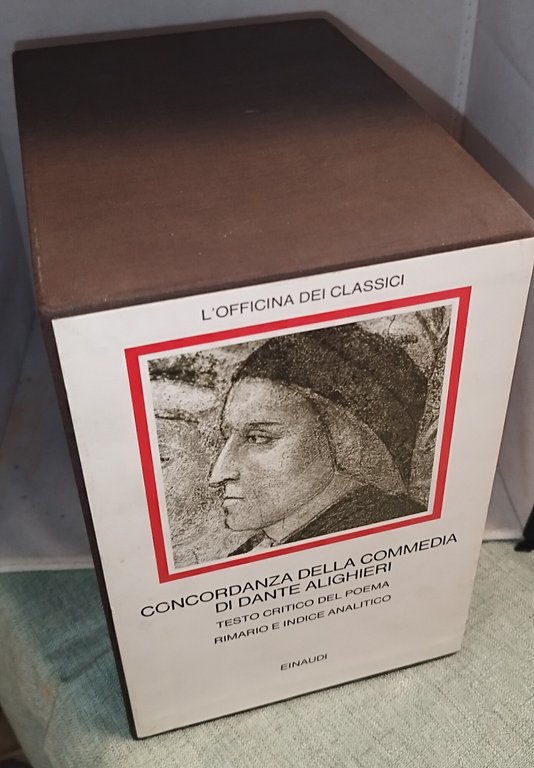 L'OFFICINA DEI CLASSICI
CONCORDANZA DELLA COMMEDIA
DI DANTE ALIGHIERI
TESTO CRITICO DEL POEMA
RIMARIO E INDICE ANALITICO
EINAUDI